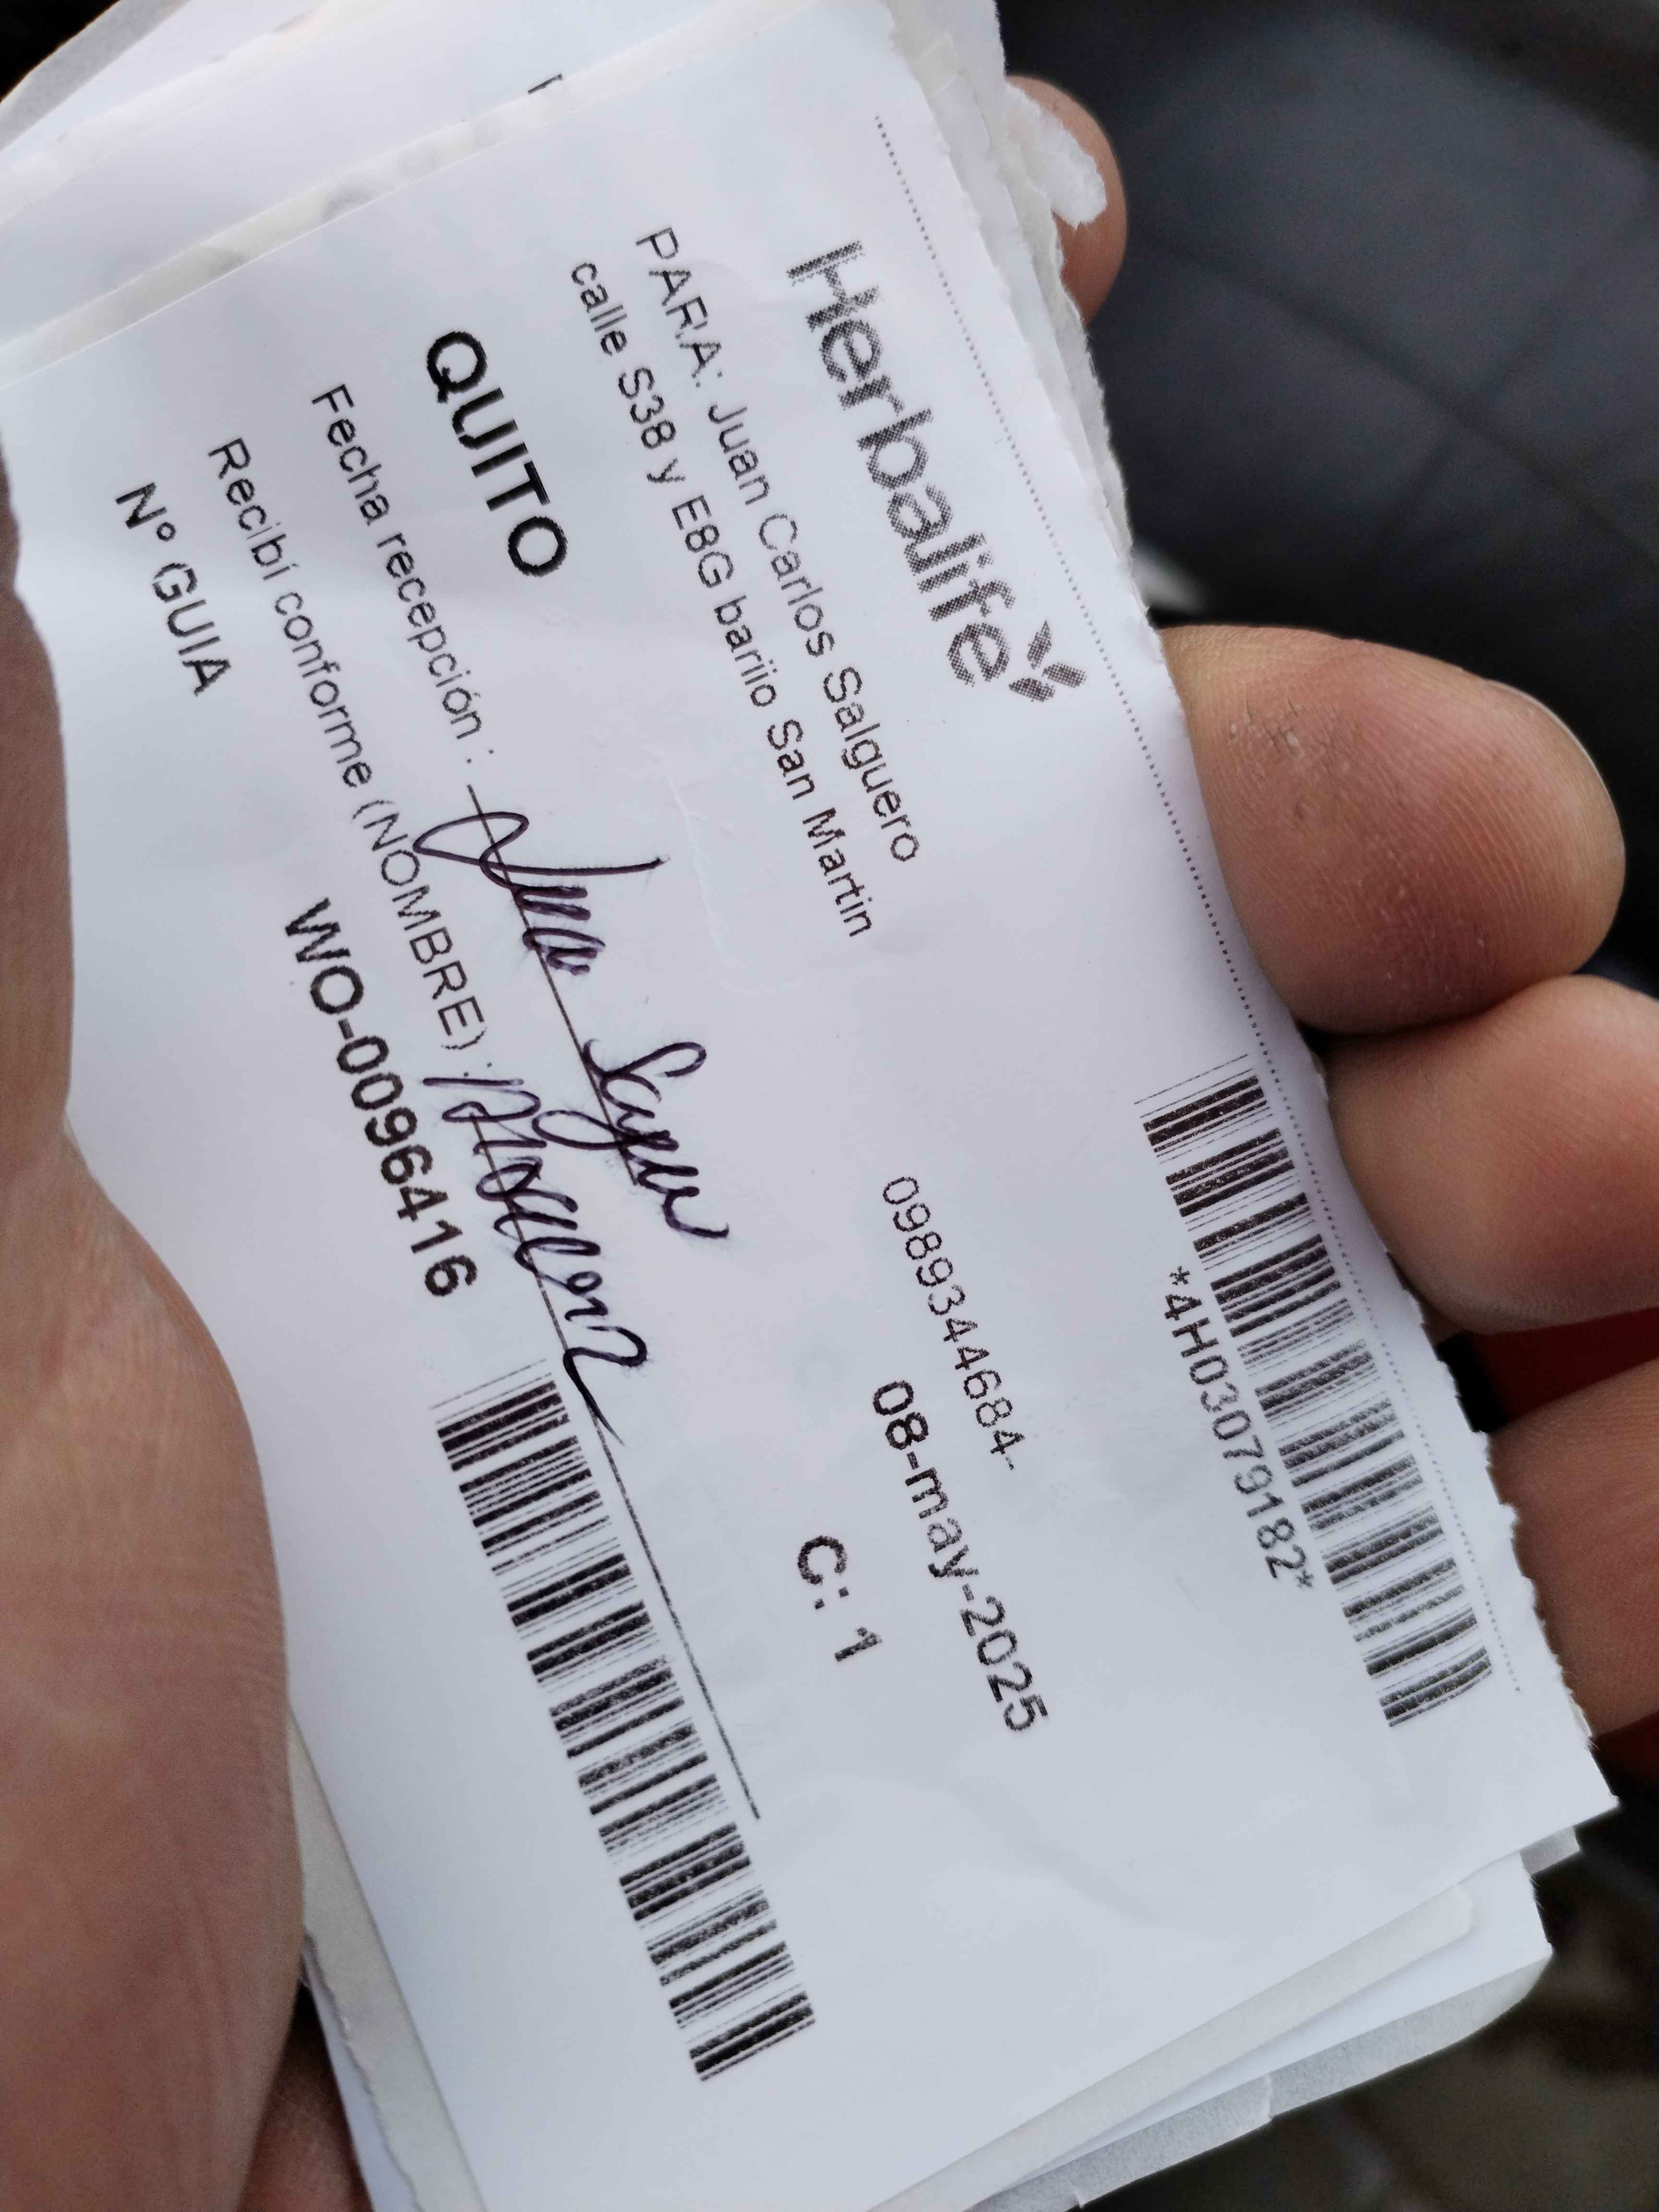 Herbalife
*4H03079182*
PARA: Juan Carlos Salguero
0989344684-
calle S38 y E8G barrio San Martin
08-may-2025
QUITO
C: 1
Fecha recepción :
Recibí conforme (NOMBRE) :
Nº GUIA
WO-0096416